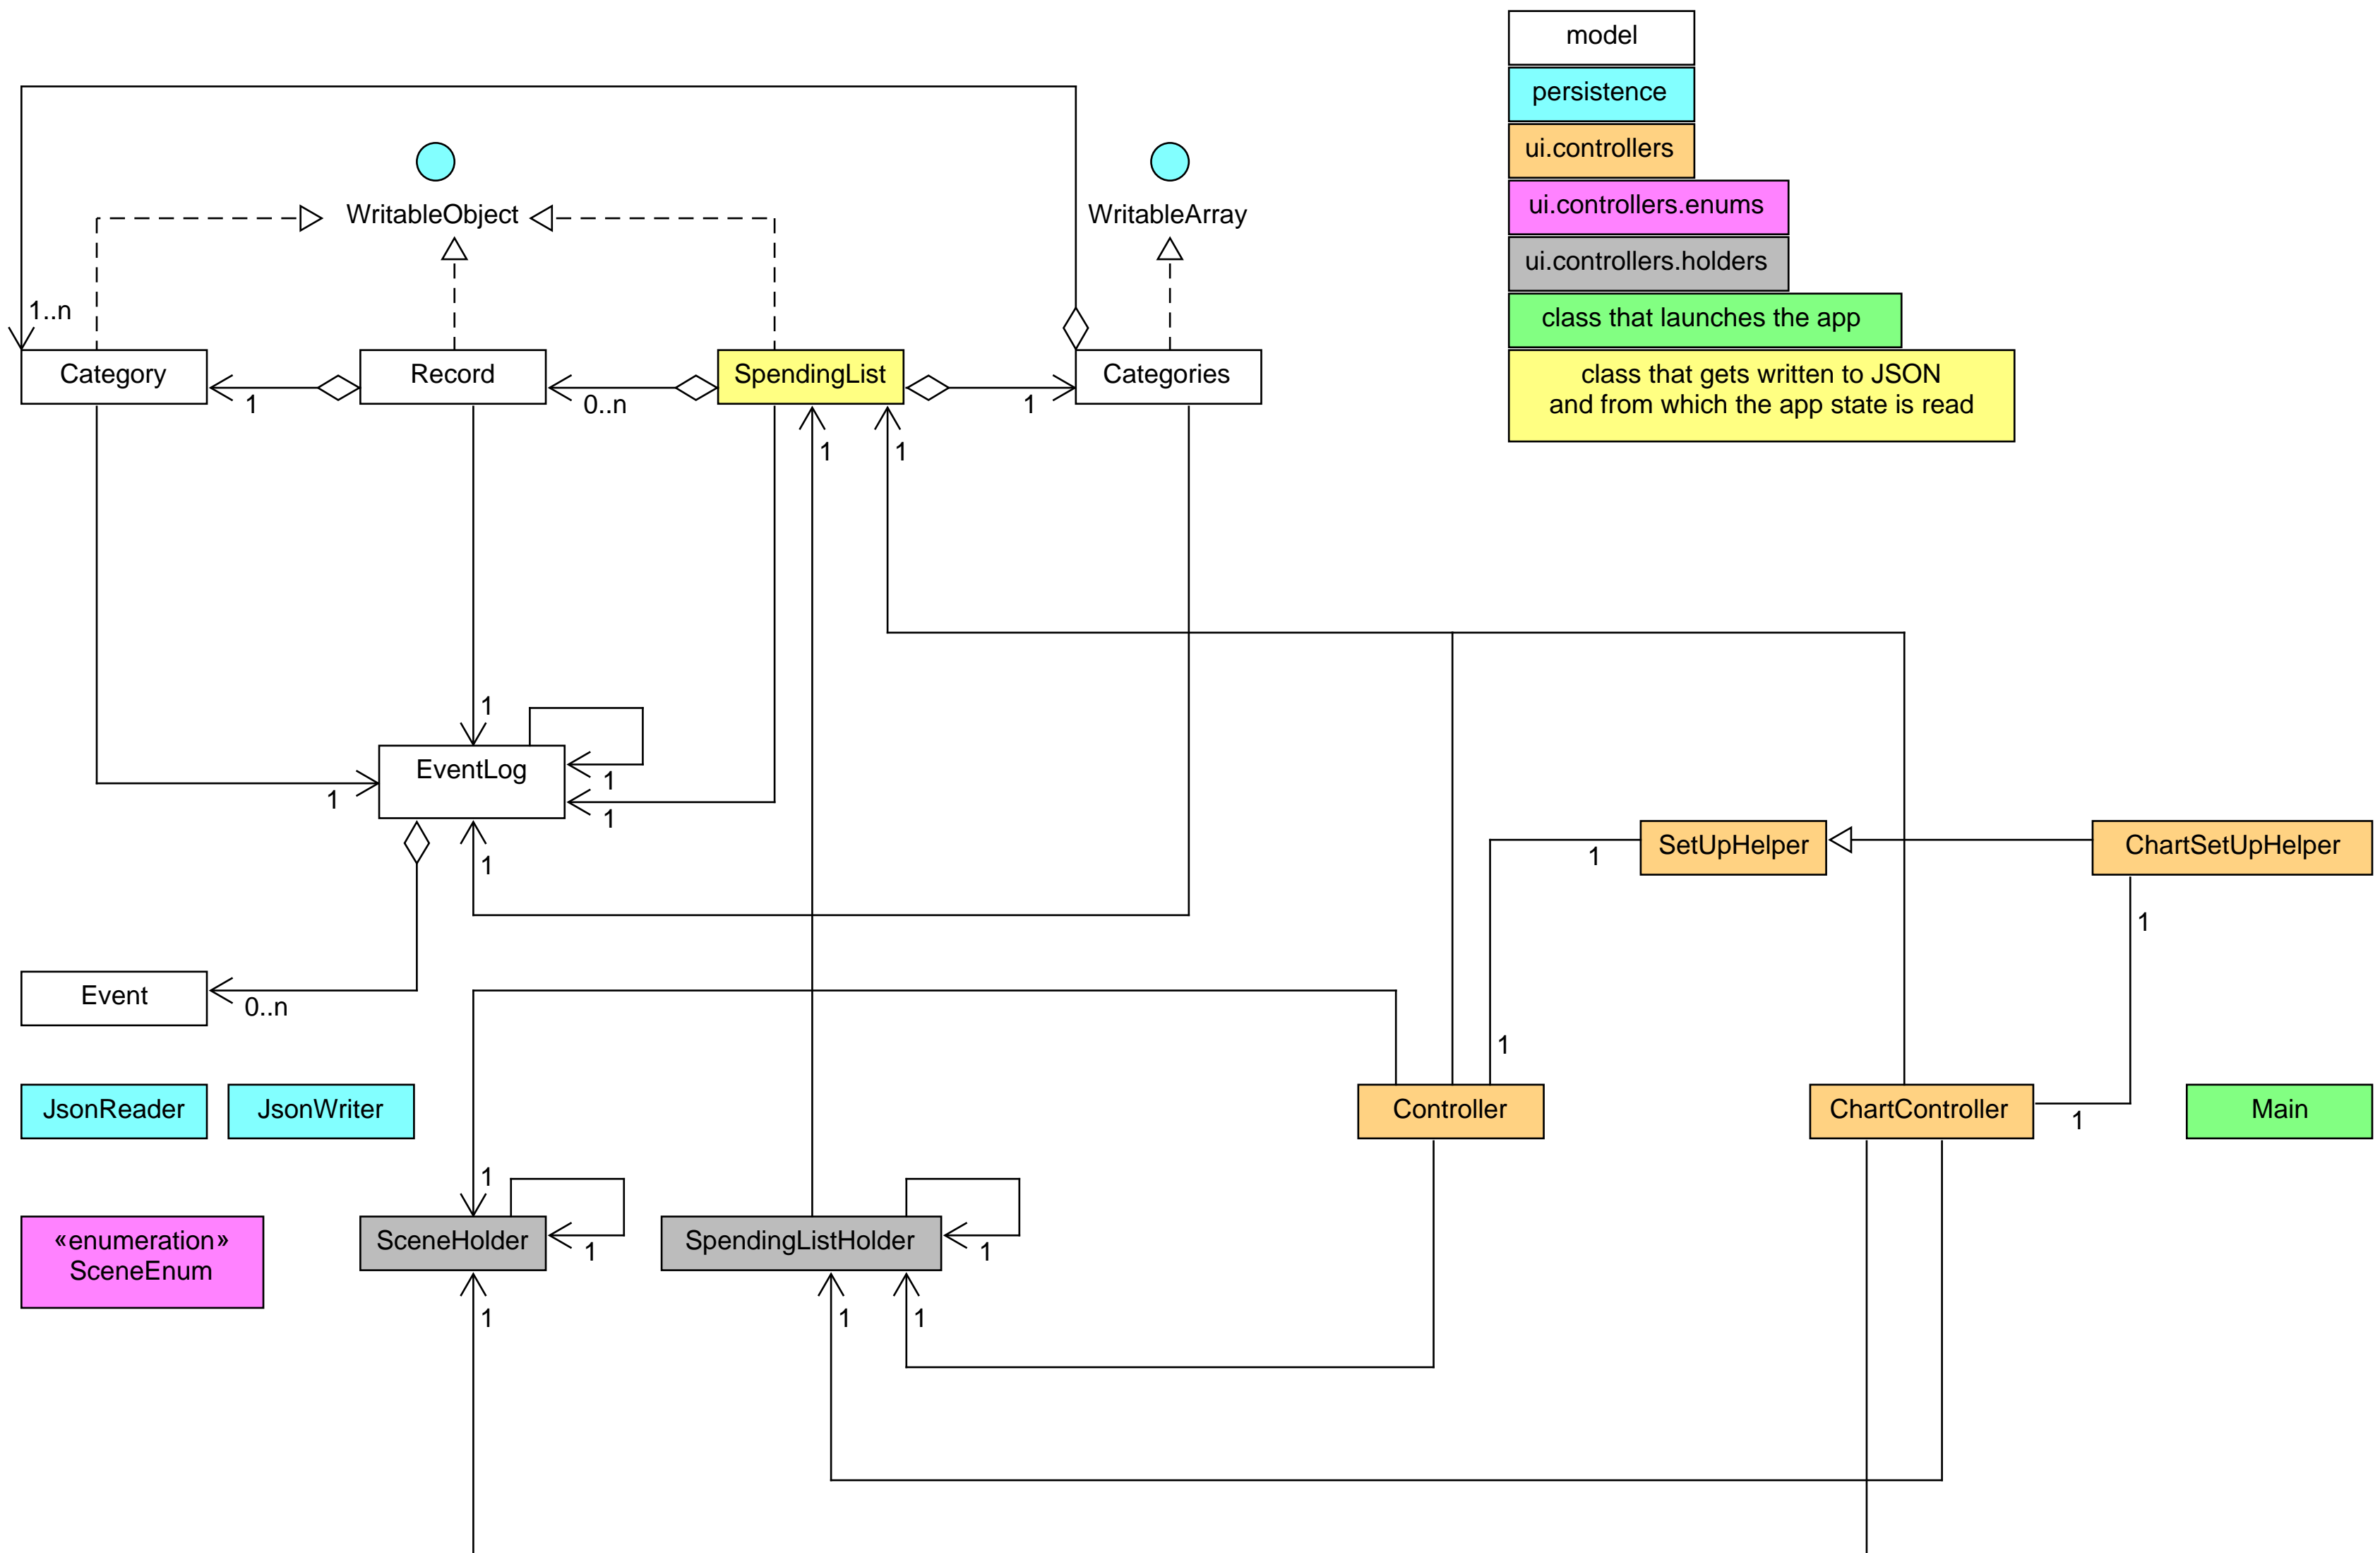 model
persistence
ui.controllers
ui.controllers.enums
ui.controllers.holders
class that launches the app
class that gets written to JSON
and from which the app state is read
WritableObject
WritableArray
1..n
Category
Record
SpendingList
Categories
1
0..n
1
1
1
1
EventLog
1
1
1
1
SetUpHelper
ChartSetUpHelper
1
1
1
Event
0..n
1
JsonReader
JsonWriter
Controller
ChartController
1
Main
1
«enumeration»
SceneEnum
SceneHolder
1
SpendingListHolder
1
1
1
1